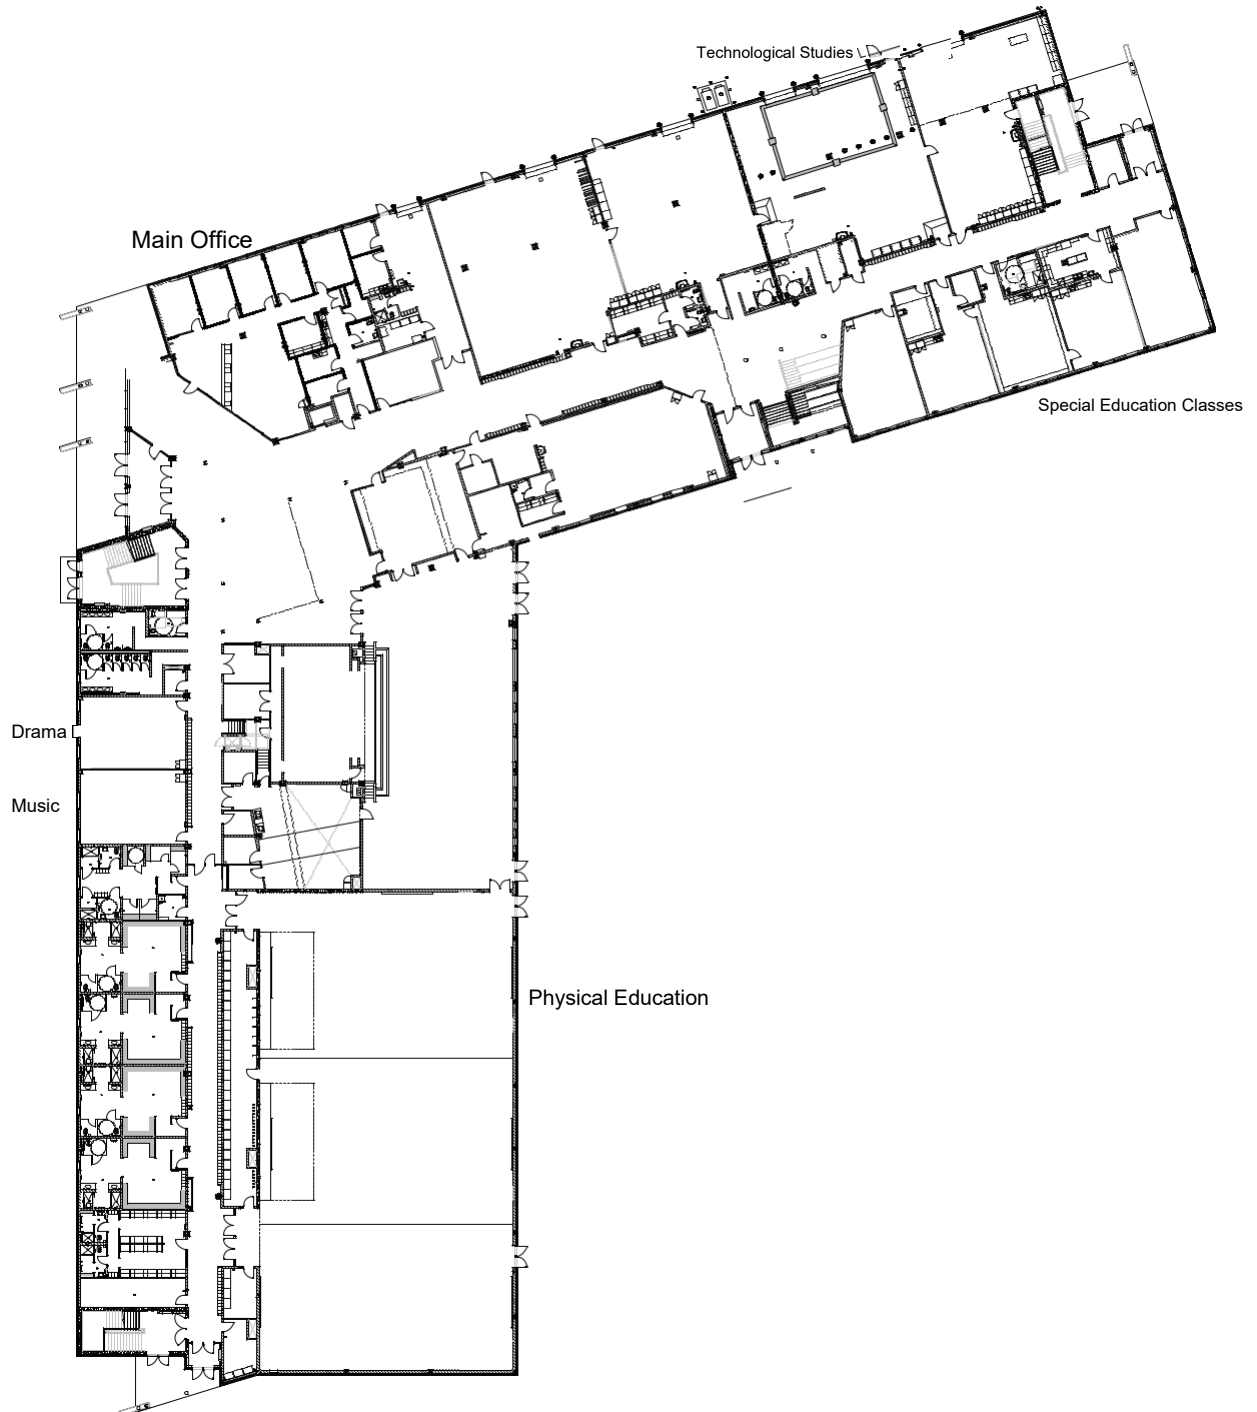 Technological Studies
Main Office
Special Education Classes
Drama
Music
Physical Education